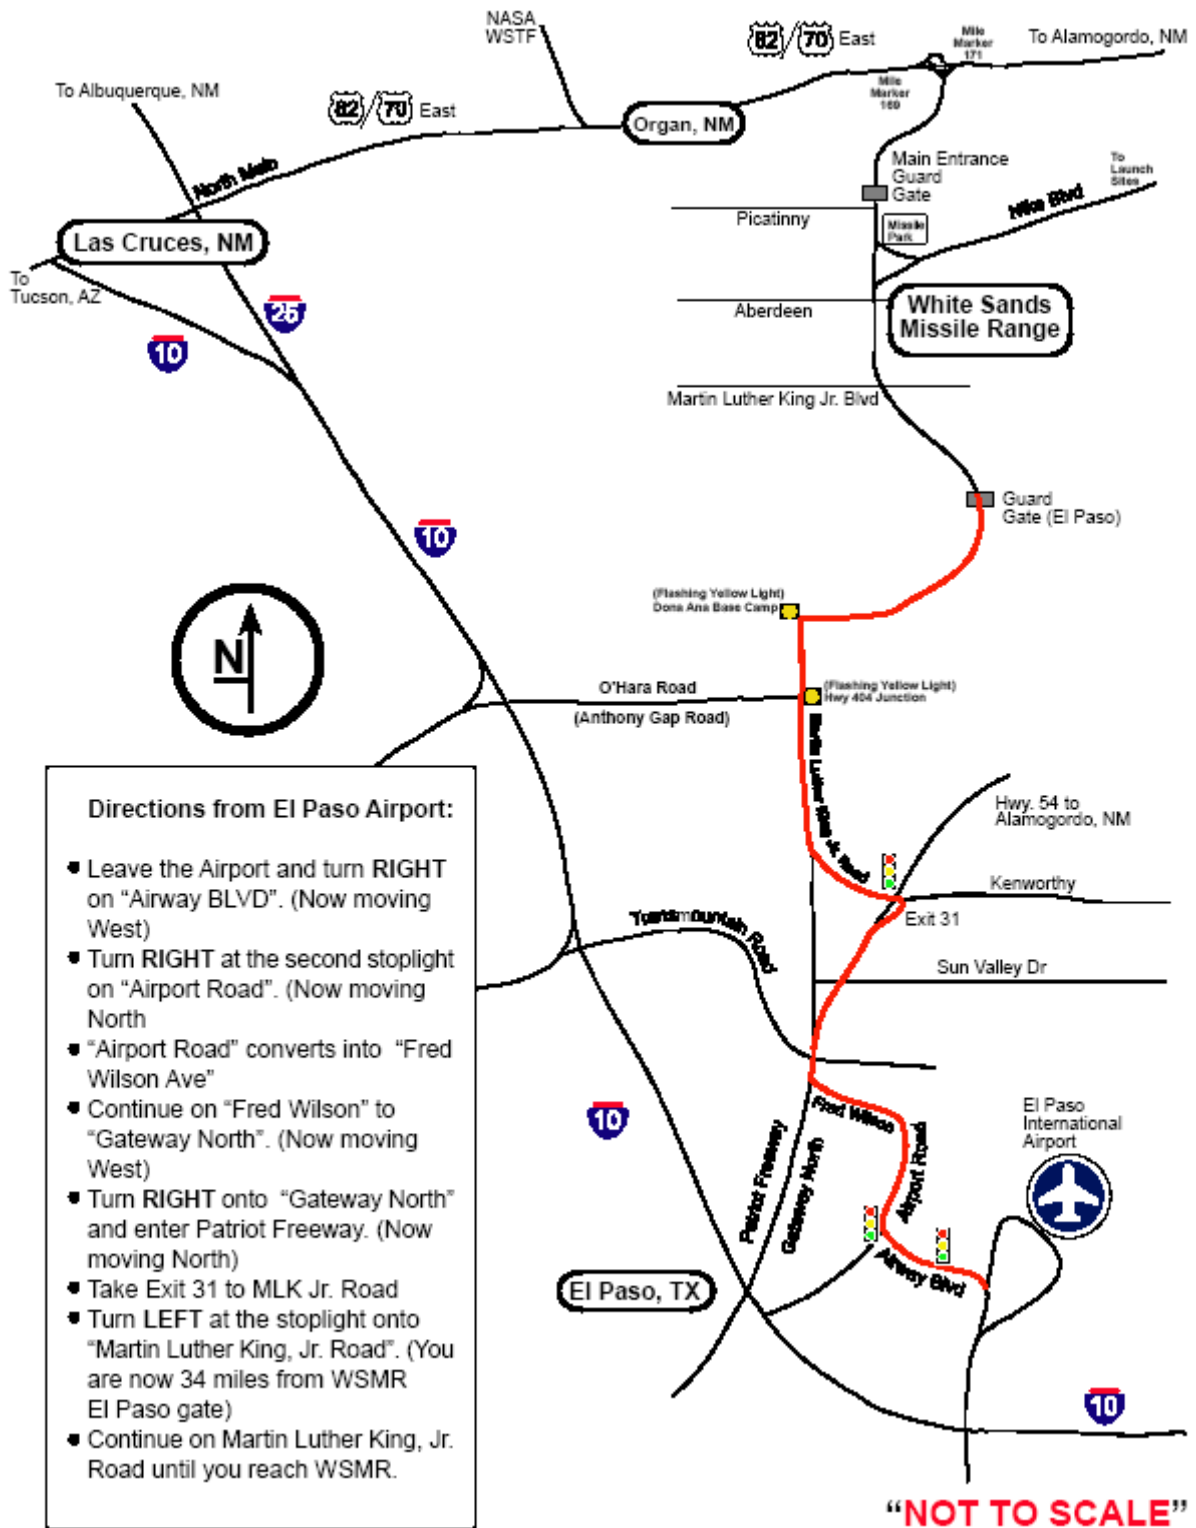 NASA
WSTF
82/70 East
Mile
Marker
171
To Alamogordo, NM
To Albuquerque, NM
82/70 East
Mile
Marker
169
Organ, NM
North Main
Main Entrance
Guard
Gate
To
Launch
Sites
Nike Blvd
Picatinny
Missile
Park
Las Cruces, NM
To
Tucson, AZ
25
10
Aberdeen
White Sands
Missile Range
Martin Luther King Jr. Blvd
10
Guard
Gate (El Paso)
(Flashing Yellow Light)
Dona Ana Base Camp
N
O'Hara Road
(Anthony Gap Road)
(Flashing Yellow Light)
Hwy 404 Junction
Martin Luther King Jr. Road
Hwy. 54 to
Alamogordo, NM
Kenworthy
Exit 31
Transmountain Road
Sun Valley Dr
10
Fred Wilson
Patriot Freeway
Gateway North
Airport Road
El Paso
International
Airport
Airway Blvd
El Paso, TX
10
Directions from El Paso Airport:
• Leave the Airport and turn RIGHT
on “Airway BLVD”. (Now moving
West)
• Turn RIGHT at the second stoplight
on “Airport Road”. (Now moving
North
• “Airport Road” converts into “Fred
Wilson Ave”
• Continue on “Fred Wilson” to
“Gateway North”. (Now moving
West)
• Turn RIGHT onto “Gateway North”
and enter Patriot Freeway. (Now
moving North)
• Take Exit 31 to MLK Jr. Road
• Turn LEFT at the stoplight onto
“Martin Luther King, Jr. Road”. (You
are now 34 miles from WSMR
El Paso gate)
• Continue on Martin Luther King, Jr.
Road until you reach WSMR.
“NOT TO SCALE”